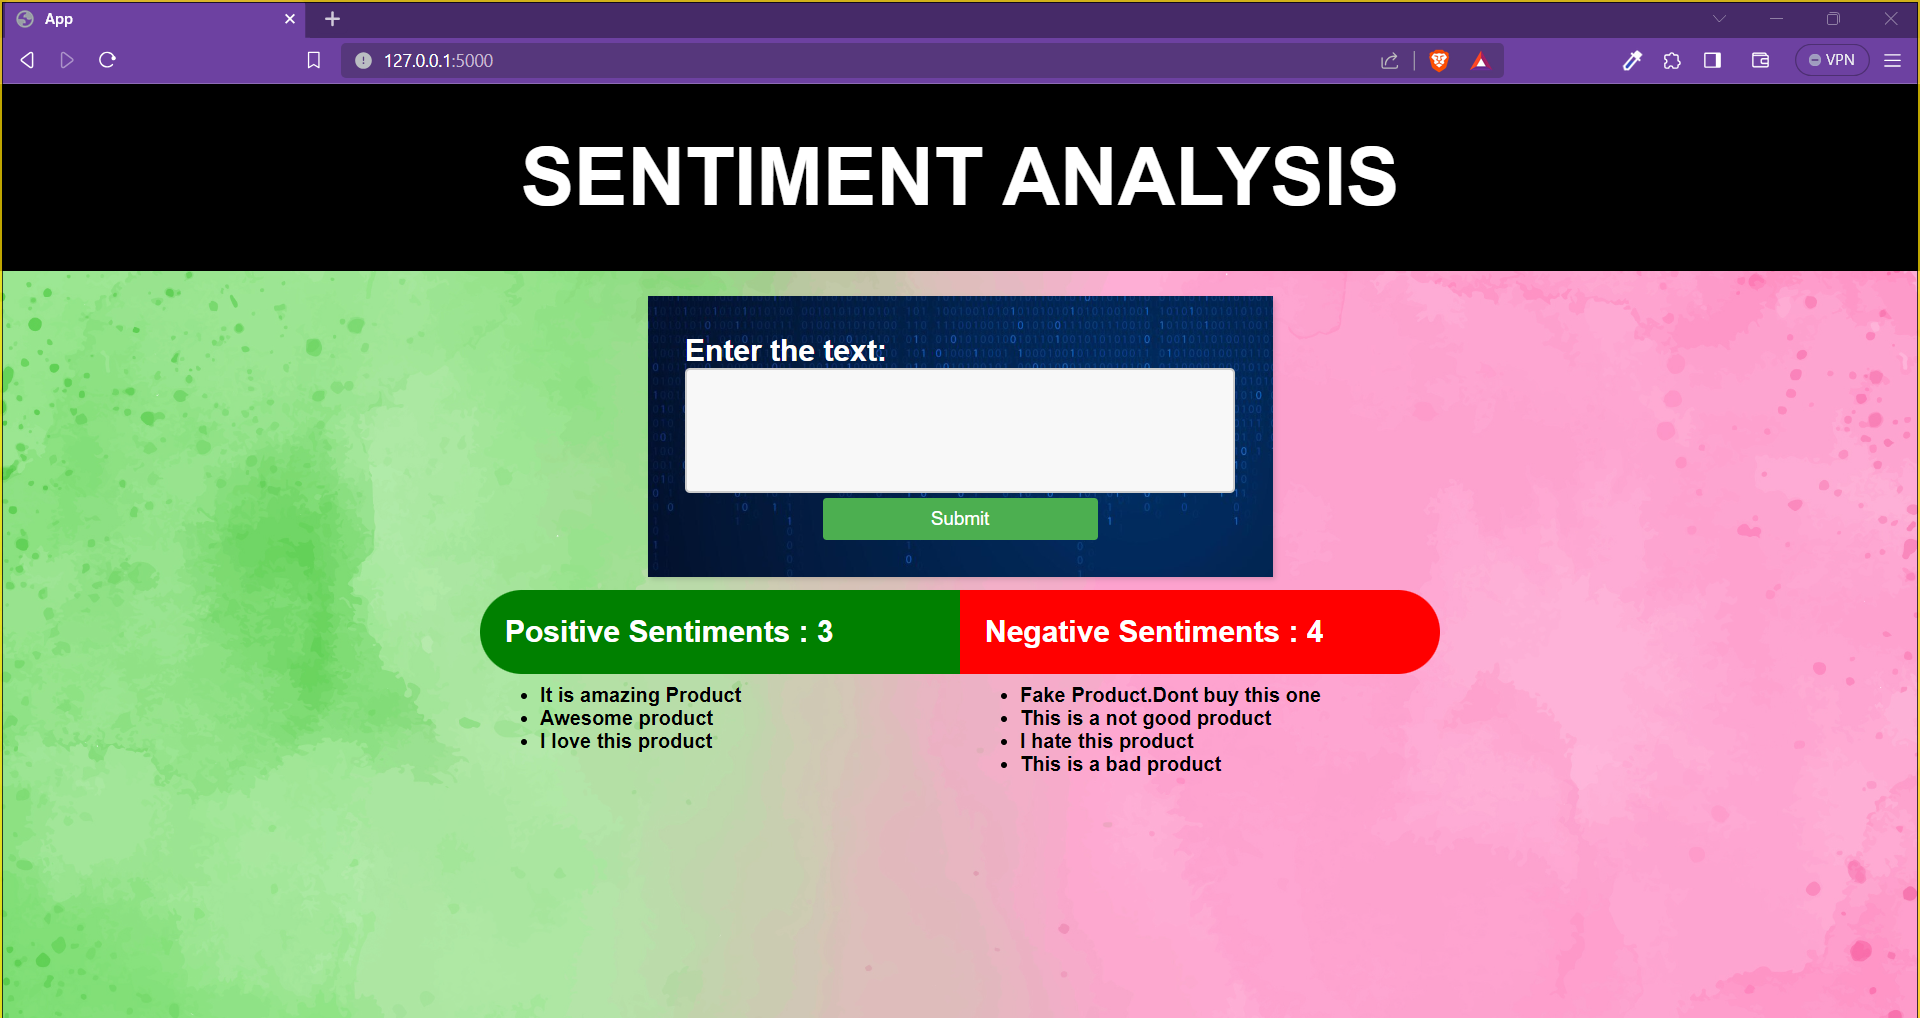 App
127.0.0.1:5000
VPN
SENTIMENT ANALYSIS
Enter the text:
Submit
Positive Sentiments : 3
Negative Sentiments : 4
It is amazing Product
Awesome product
I love this product
Fake Product.Dont buy this one
This is a not good product
I hate this product
This is a bad product